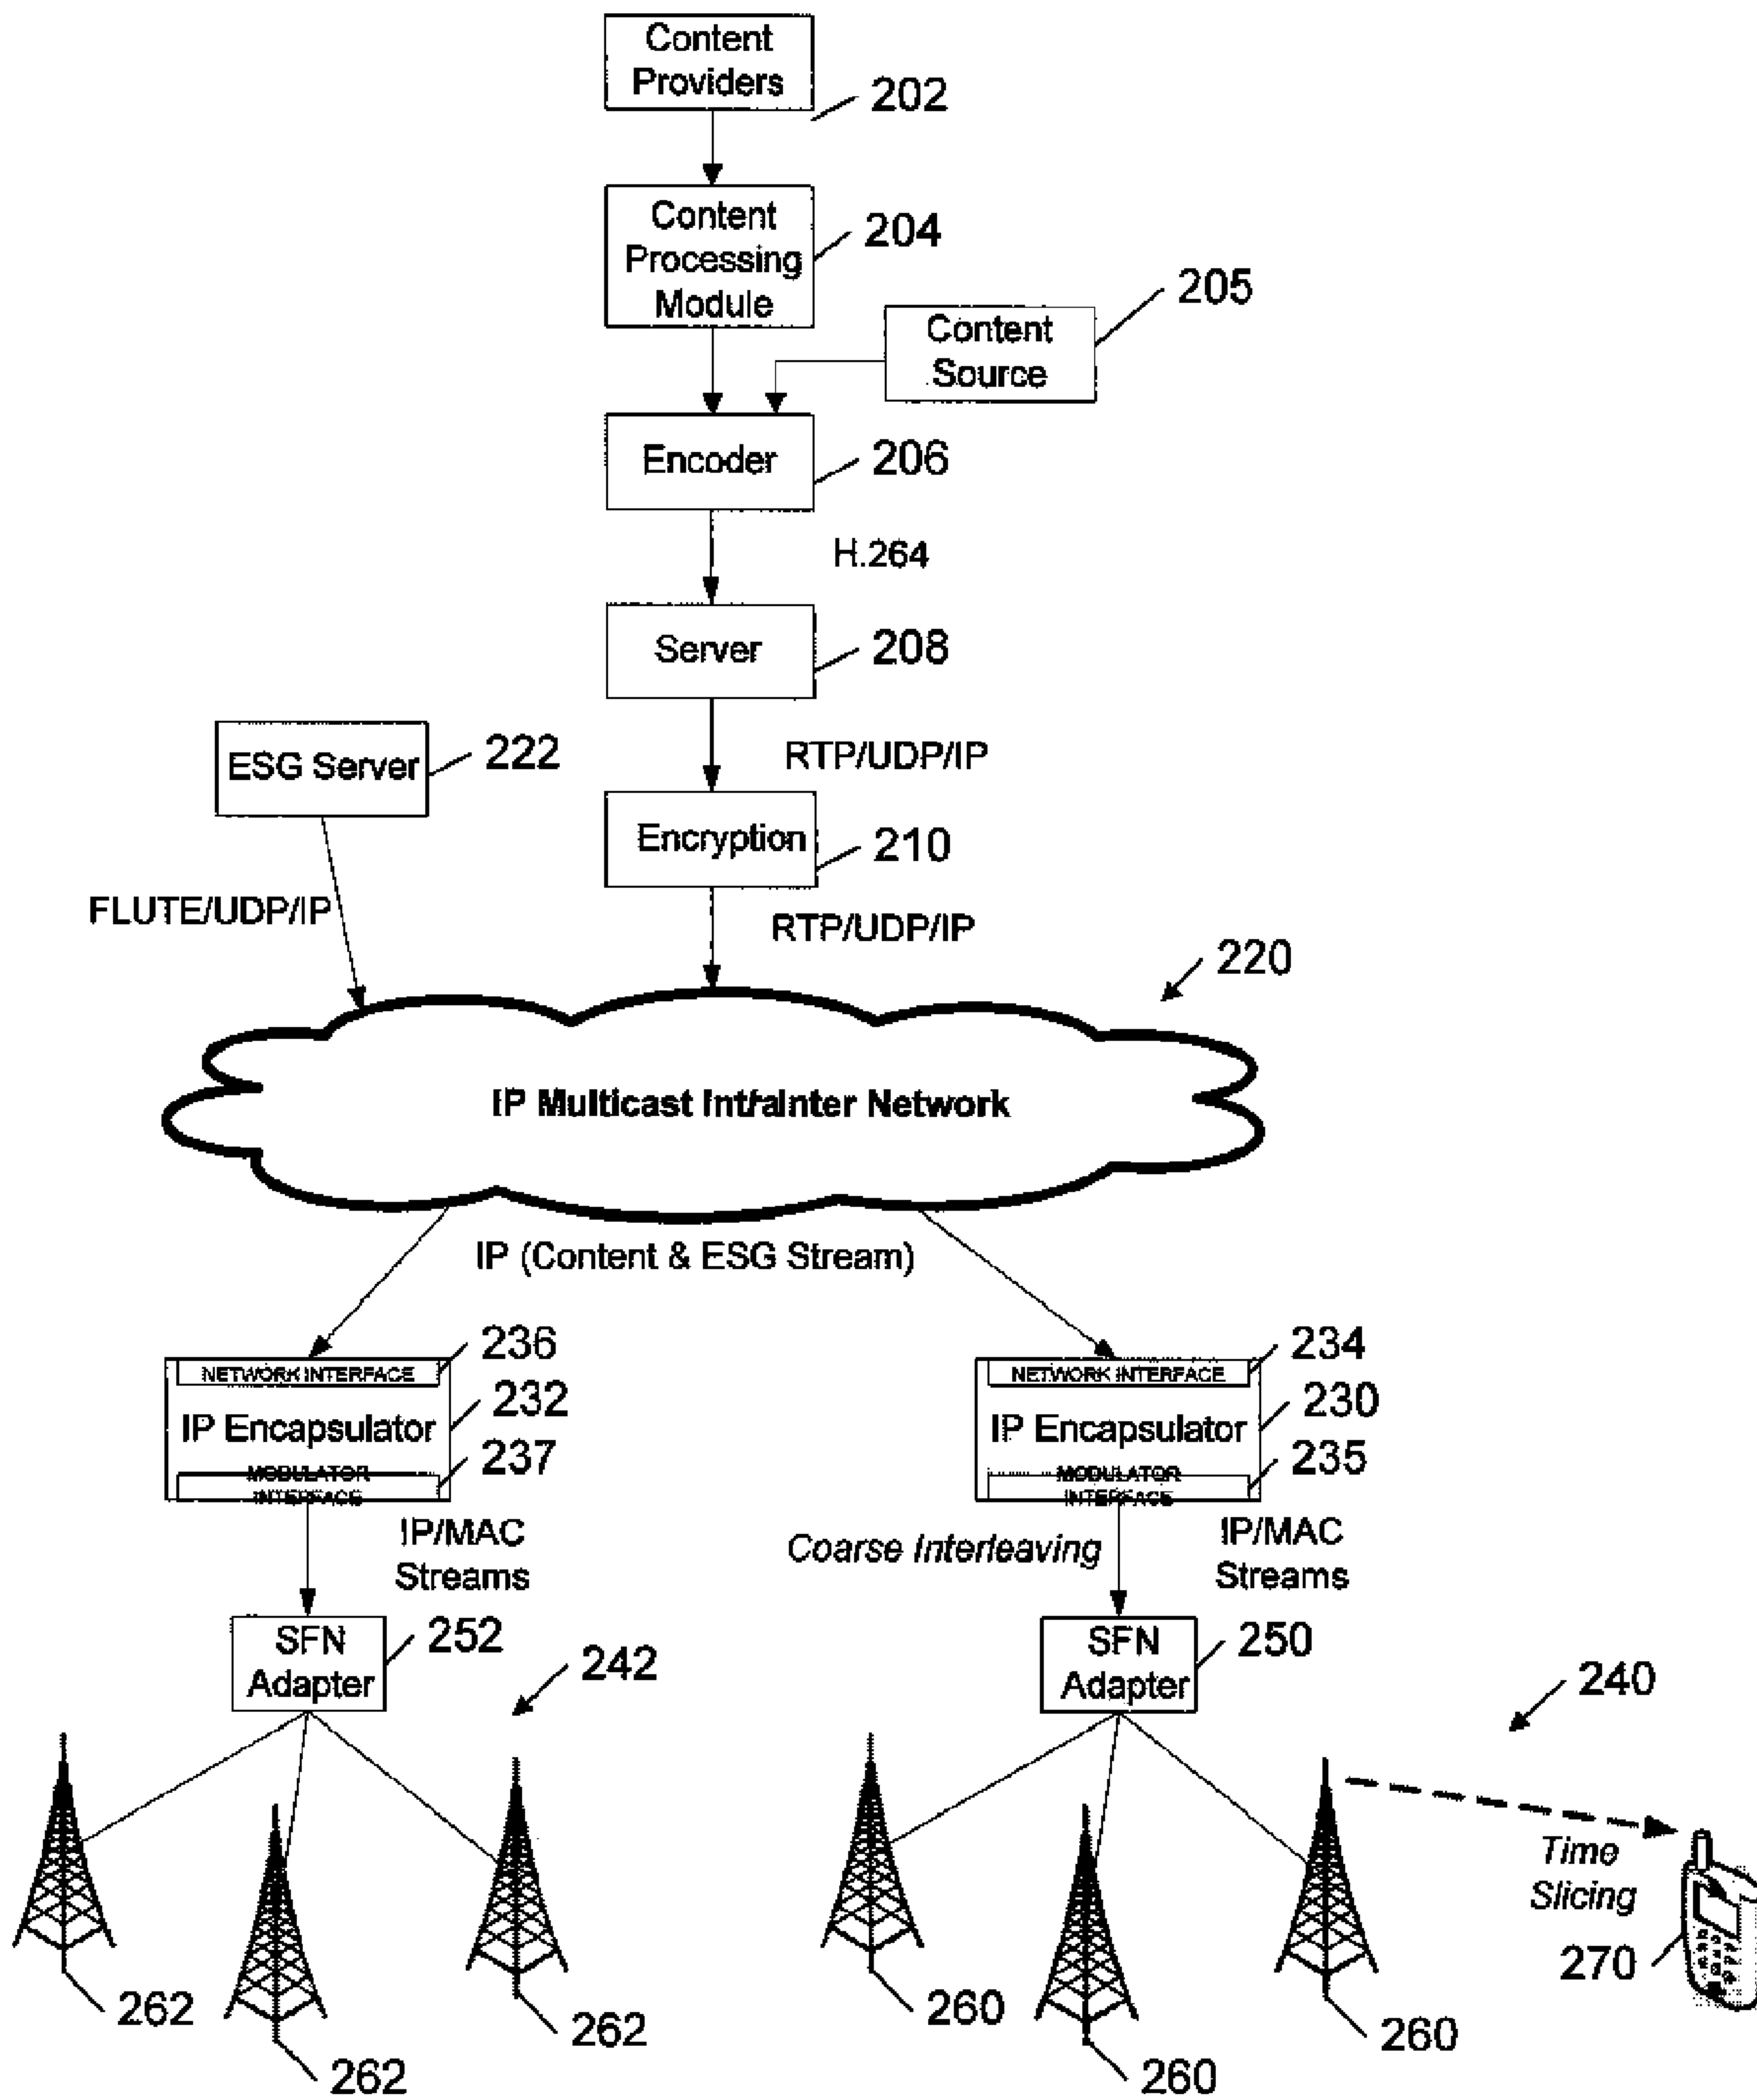 Content
Providers
202
Content
Processing
Module
204
205
Content
Source
Encoder
206
H.264
Server
208
ESG Server
222
RTP/UDP/IP
Encryption
210
FLUTE/UDP/IP
RTP/UDP/IP
220
IP Multicast Intra\Inter Network
IP (Content & ESG Stream)
NETWORK INTERFACE
236
IP Encapsulator
232
MODULATOR
INTERFACE
237
NETWORK INTERFACE
234
IP Encapsulator
230
MODULATOR
INTERFACE
235
IP/MAC
Streams
Coarse Interleaving
IP/MAC
Streams
SFN
Adapter
252
242
SFN
Adapter
250
240
Time
Slicing
270
262
262
262
260
260
260